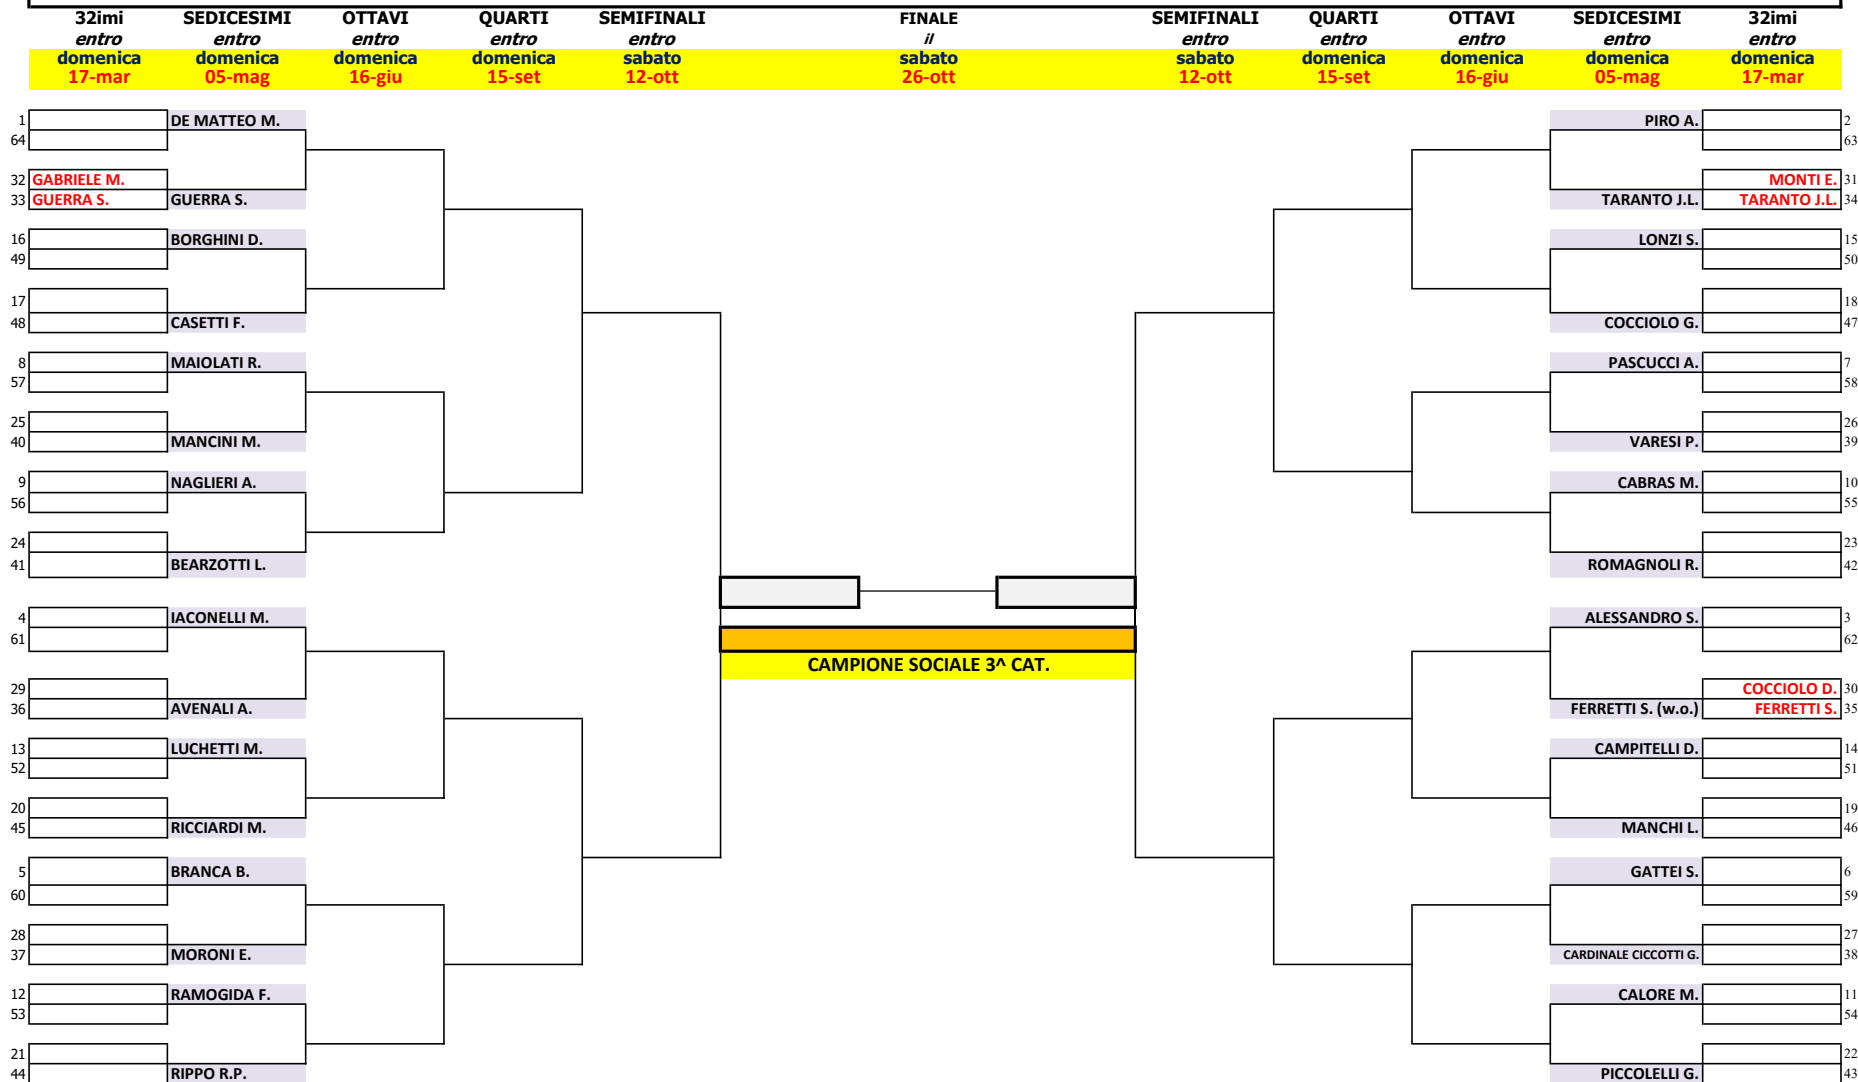 32imi SEDICESIMI OTTAVI QUARTI SEMIFINALI FINALE SEMIFINALI QUARTI OTTAVI SEDICESIMI 32imi
entro entro entro entro entro il entro entro entro entro entro
domenica domenica domenica domenica sabato sabato sabato domenica domenica domenica domenica
17-mar 05-mag 16-giu 15-set 12-ott 26-ott 12-ott 15-set 16-giu 05-mag 17-mar
1 DE MATTEO M. PIRO A. 2
64 63
32 GABRIELE M. MONTI E. 31
33 GUERRA S. GUERRA S. TARANTO J.L. TARANTO J.L. 34
16 BORGHINI D. LONZI S. 15
49 50
17 18
48 CASETTI F. COCCIOLO G. 47
8 MAIOLATI R. PASCUCCI A. 7
57 58
25 26
40 MANCINI M. VARESI P. 39
9 NAGLIERI A. CABRAS M. 10
56 55
24 23
41 BEARZOTTI L. ROMAGNOLI R. 42
4 IACONELLI M. ALESSANDRO S. 3
61 62
CAMPIONE SOCIALE 3^ CAT.
29 COCCIOLO D. 30
36 AVENALI A. FERRETTI S. (w.o.) FERRETTI S. 35
13 LUCHETTI M. CAMPITELLI D. 14
52 51
20 19
45 RICCIARDI M. MANCHI L. 46
5 BRANCA B. GATTEI S. 6
60 59
28 27
37 MORONI E. CARDINALE CICCOTTI G. 38
12 RAMOGIDA F. CALORE M. 11
53 54
21 22
44 RIPPO R.P. PICCOLELLI G. 43